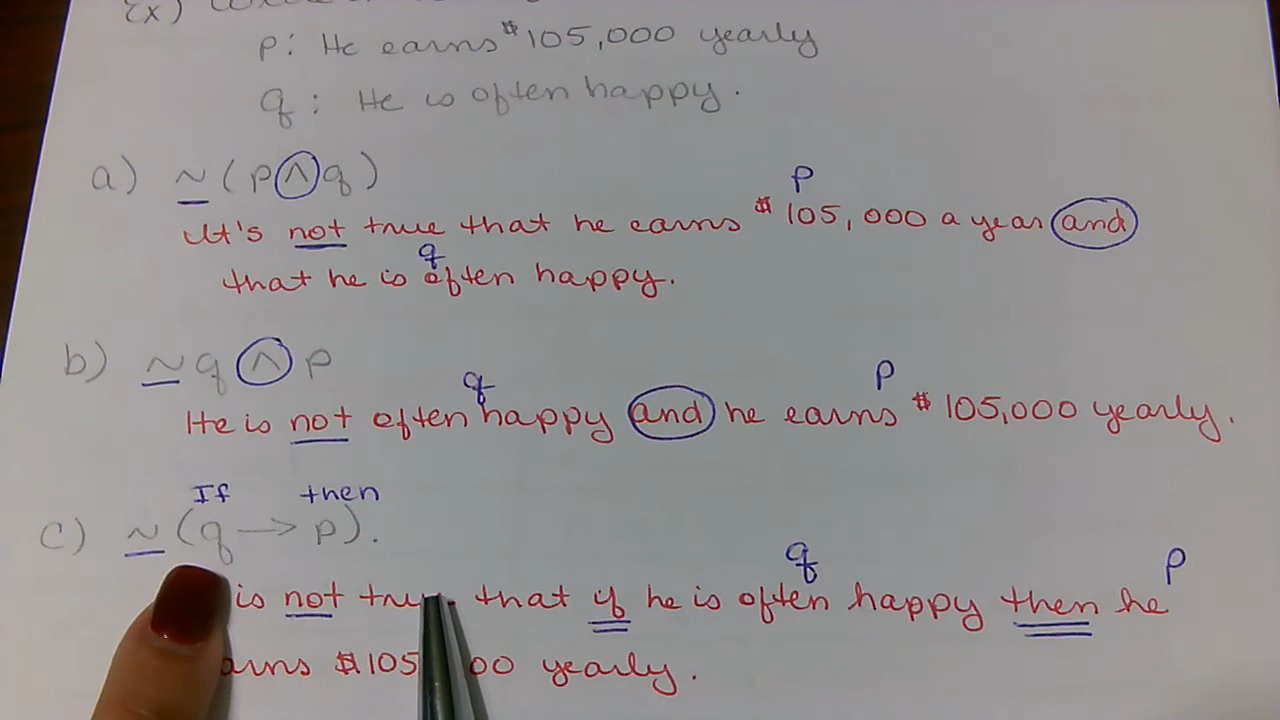 Ex)
p: He earns $105,000 yearly
q: He is often happy.
a) ~(p∧q)
p
It's not true that he earns $105,000 a year and
q
that he is often happy.
b) ~q∧p
q p
He is not often happy and he earns $105,000 yearly.
If then
c) ~(q→p).
q p
is not that if he is often happy then he
yearly.